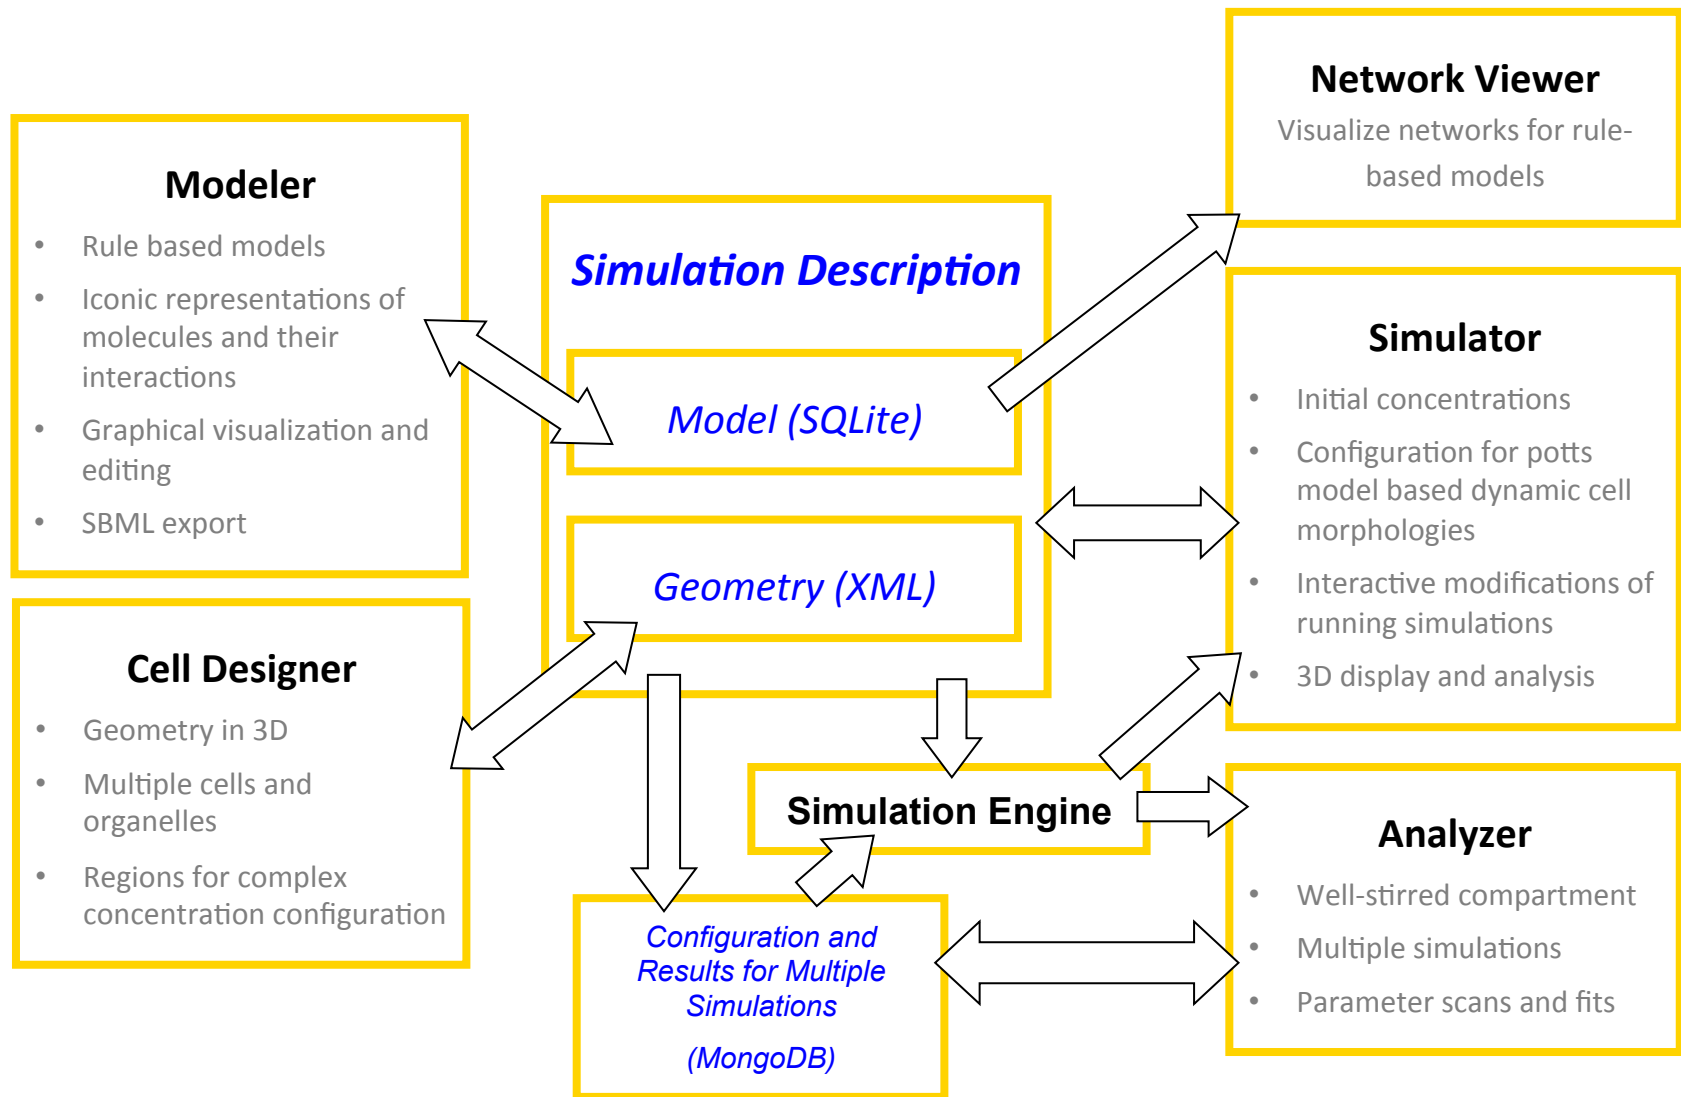 Modeler
• Rule based models
• Iconic representations of
molecules and their
interactions
• Graphical visualization and
editing
• SBML export
Cell Designer
• Geometry in 3D
• Multiple cells and
organelles
• Regions for complex
concentration configuration
Simulation Description
Model (SQLite)
Geometry (XML)
Simulation Engine
Configuration and
Results for Multiple
Simulations
(MongoDB)
Network Viewer
Visualize networks for rule-
based models
Simulator
• Initial concentrations
• Configuration for potts
model based dynamic cell
morphologies
• Interactive modifications of
running simulations
• 3D display and analysis
Analyzer
• Well-stirred compartment
• Multiple simulations
• Parameter scans and fits